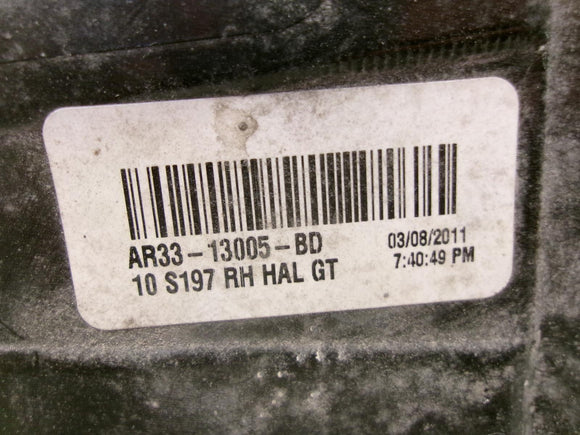 AR33-13005-BD 03/08/2011
10 S197 RH HAL GT 7:40:49 PM